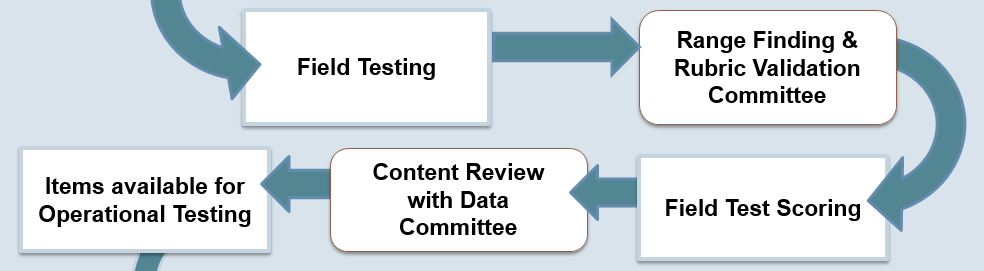 Field Testing
Range Finding &
Rubric Validation
Committee
Field Test Scoring
Content Review
with Data
Committee
Items available for
Operational Testing